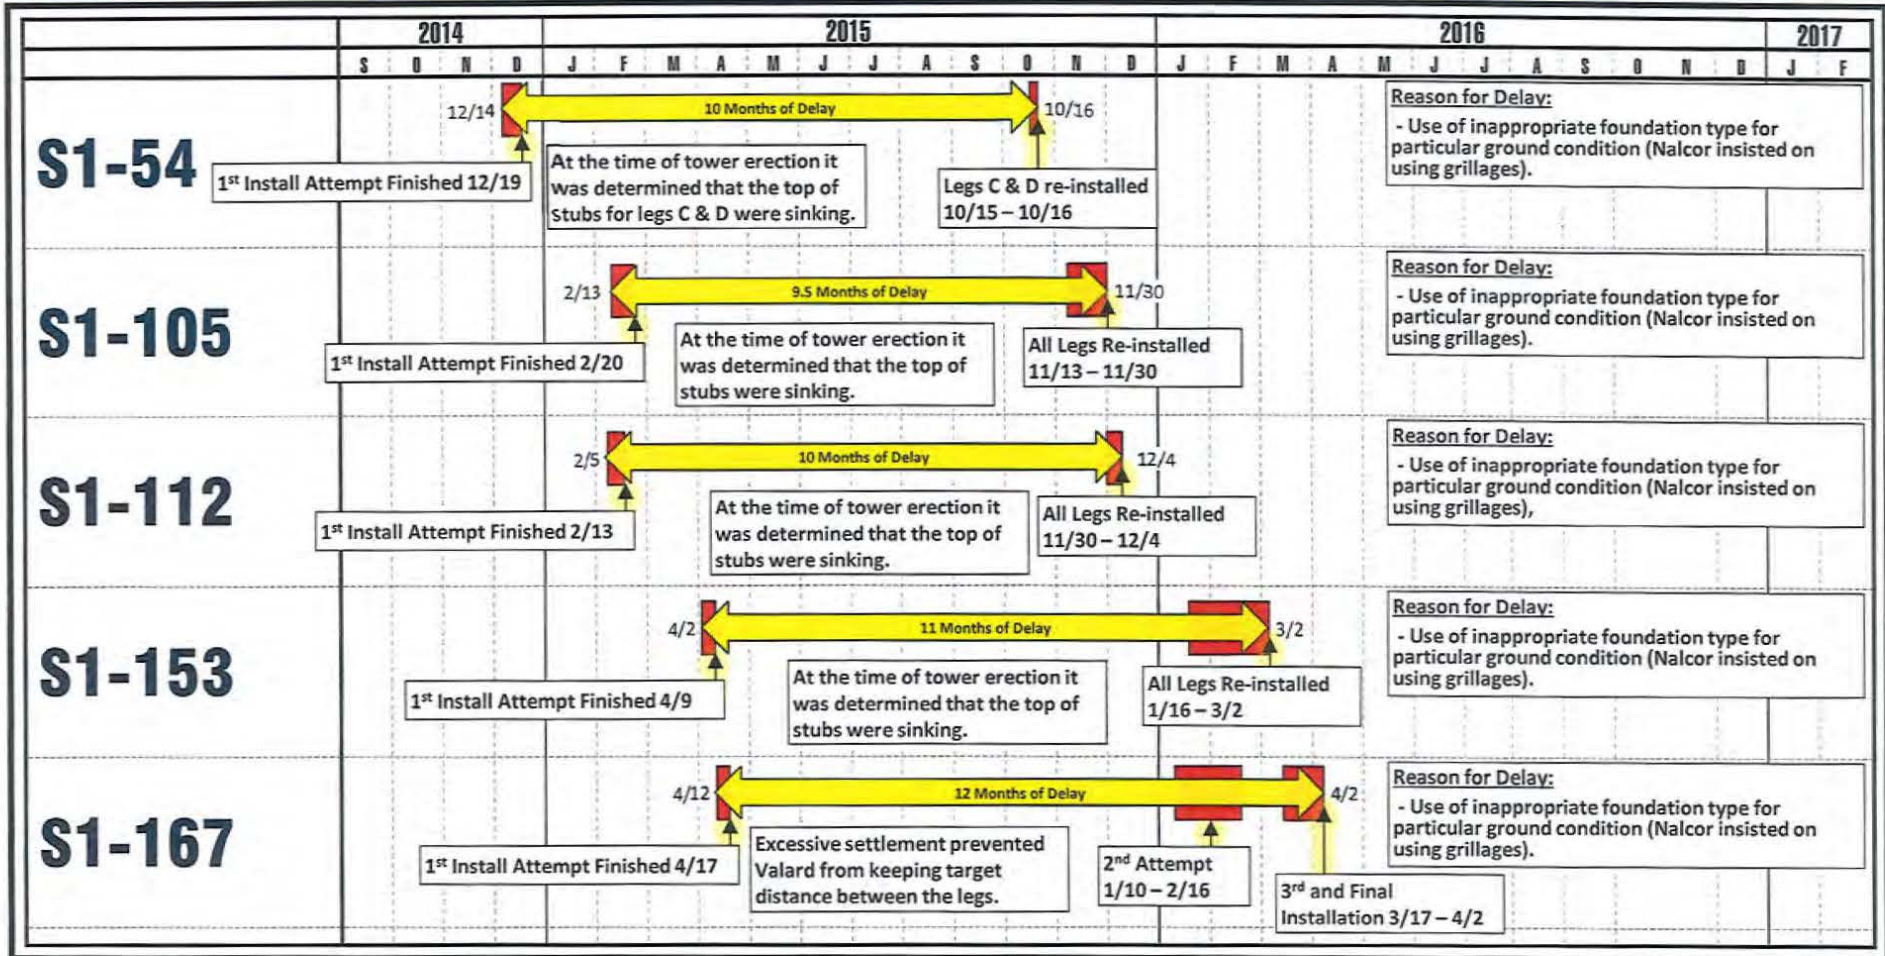 2014 2015 2016 2017
S O N D J F M A M J J A S O N D J F M A M J J A S O N D J F
S1-54
12/14
10 Months of Delay
10/16
1st Install Attempt Finished 12/19
At the time of tower erection it
was determined that the top of
Stubs for legs C & D were sinking.
Legs C & D re-installed
10/15 – 10/16
Reason for Delay:
- Use of inappropriate foundation type for
particular ground condition (Nalcor insisted on
using grillages).
S1-105
2/13
9.5 Months of Delay
11/30
1st Install Attempt Finished 2/20
At the time of tower erection it
was determined that the top of
stubs were sinking.
All Legs Re-installed
11/13 – 11/30
Reason for Delay:
- Use of inappropriate foundation type for
particular ground condition (Nalcor insisted on
using grillages).
S1-112
2/5
10 Months of Delay
12/4
1st Install Attempt Finished 2/13
At the time of tower erection it
was determined that the top of
stubs were sinking.
All Legs Re-installed
11/30 – 12/4
Reason for Delay:
- Use of inappropriate foundation type for
particular ground condition (Nalcor insisted on
using grillages),
S1-153
4/2
11 Months of Delay
3/2
1st Install Attempt Finished 4/9
At the time of tower erection it
was determined that the top of
stubs were sinking.
All Legs Re-installed
1/16 – 3/2
Reason for Delay:
- Use of inappropriate foundation type for
particular ground condition (Nalcor insisted on
using grillages).
S1-167
4/12
12 Months of Delay
4/2
1st Install Attempt Finished 4/17
Excessive settlement prevented
Valard from keeping target
distance between the legs.
2nd Attempt
1/10 – 2/16
3rd and Final
Installation 3/17 – 4/2
Reason for Delay:
- Use of inappropriate foundation type for
particular ground condition (Nalcor insisted on
using grillages).